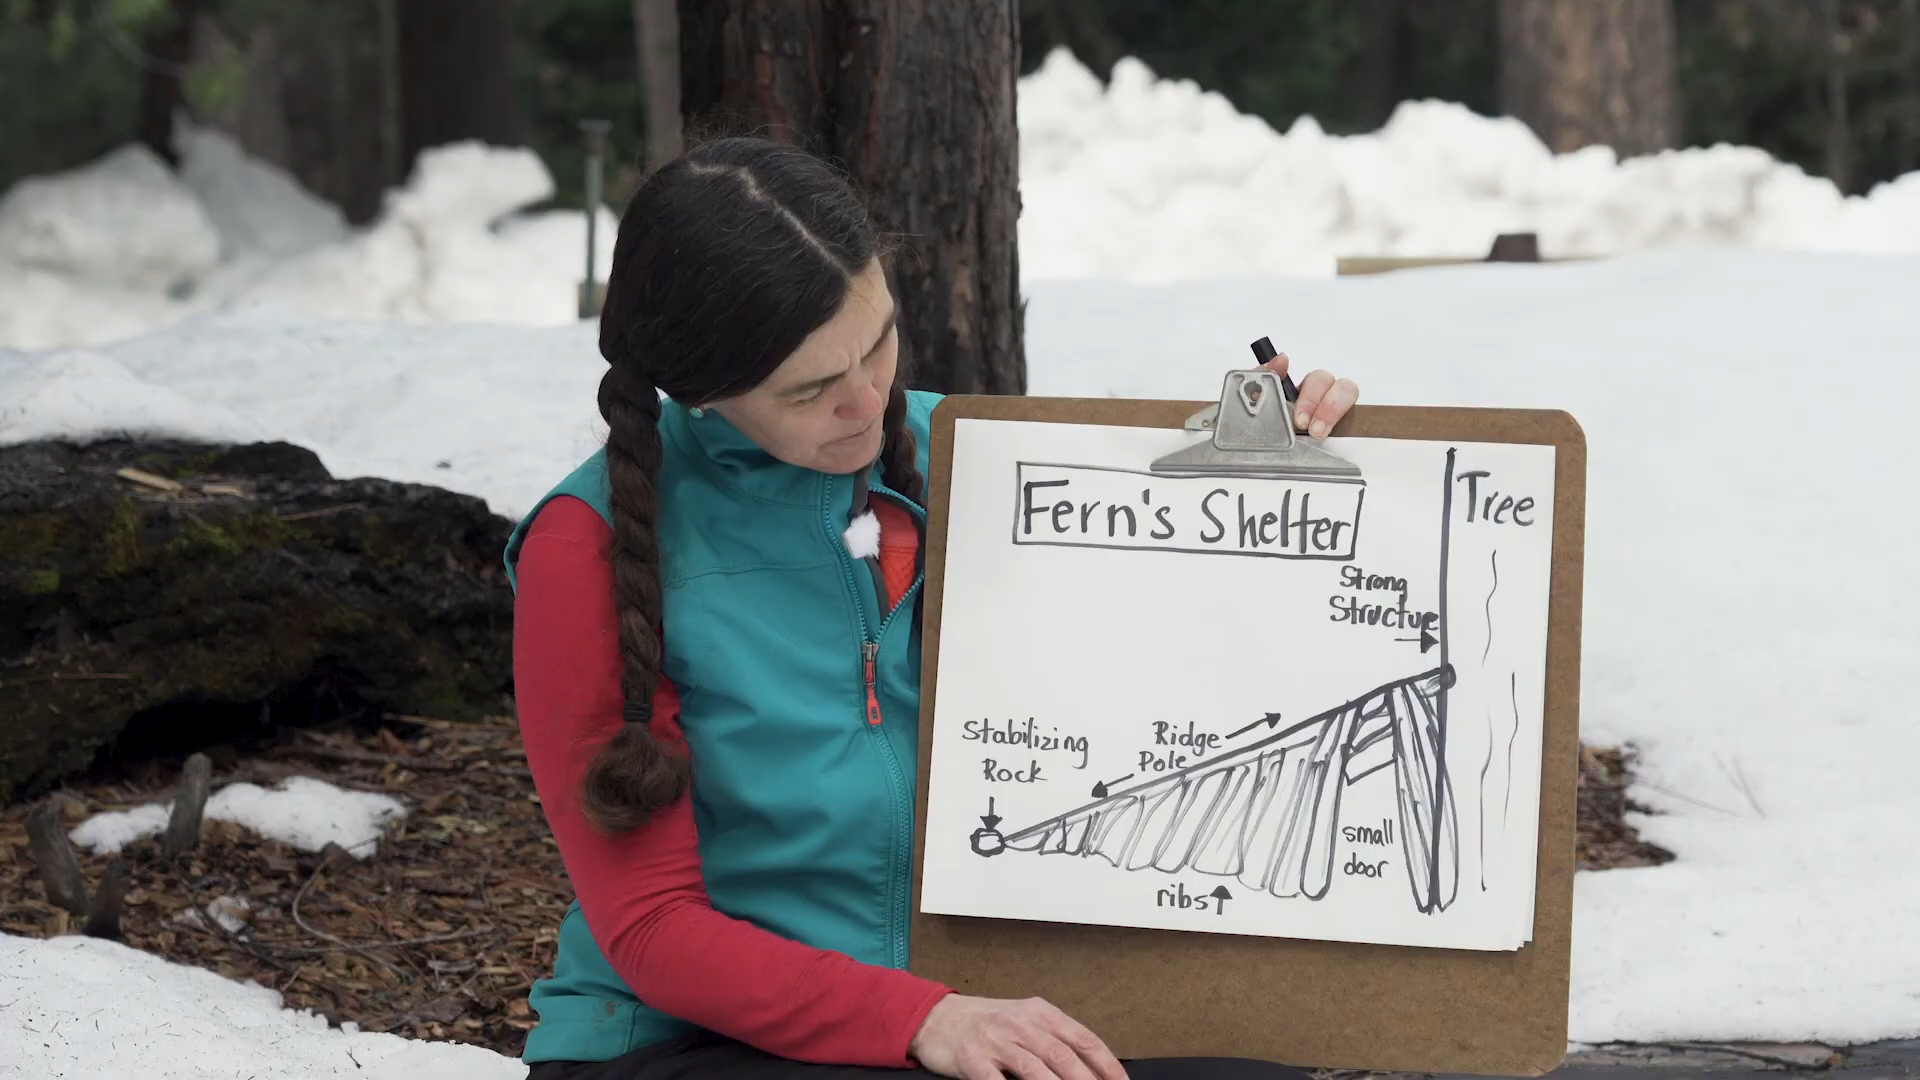 Fern's Shelter
Tree
Strong
Structure
Stabilizing
Rock
Ridge
Pole
small
door
ribs